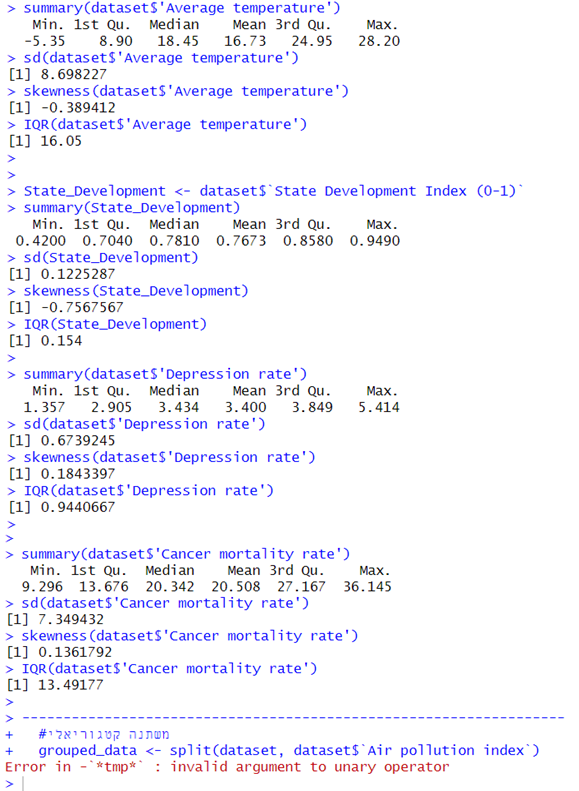 > summary(dataset$'Average temperature')
   Min. 1st Qu.  Median    Mean 3rd Qu.    Max.
  -5.35    8.90   18.45   16.73   24.95   28.20
> sd(dataset$'Average temperature')
[1] 8.698227
> skewness(dataset$'Average temperature')
[1] -0.389412
> IQR(dataset$'Average temperature')
[1] 16.05
>
>
> State_Development <- dataset$`State Development Index (0-1)`
> summary(State_Development)
   Min. 1st Qu.  Median    Mean 3rd Qu.    Max.
 0.4200  0.7040  0.7810  0.7673  0.8580  0.9490
> sd(State_Development)
[1] 0.1225287
> skewness(State_Development)
[1] -0.7567567
> IQR(State_Development)
[1] 0.154
>
> summary(dataset$'Depression rate')
   Min. 1st Qu.  Median    Mean 3rd Qu.    Max.
  1.357   2.905   3.434   3.400   3.849   5.414
> sd(dataset$'Depression rate')
[1] 0.6739245
> skewness(dataset$'Depression rate')
[1] 0.1843397
> IQR(dataset$'Depression rate')
[1] 0.9440667
>
>
> summary(dataset$'Cancer mortality rate')
   Min. 1st Qu.  Median    Mean 3rd Qu.    Max.
  9.296  13.676  20.342  20.508  27.167  36.145
> sd(dataset$'Cancer mortality rate')
[1] 7.349432
> skewness(dataset$'Cancer mortality rate')
[1] 0.1361792
> IQR(dataset$'Cancer mortality rate')
[1] 13.49177
>
> ----------------------------------------------------------------
+   #משתנה קטגוריאלי
+   grouped_data <- split(dataset, dataset$`Air pollution index`)
Error in -`*tmp*` : invalid argument to unary operator
>